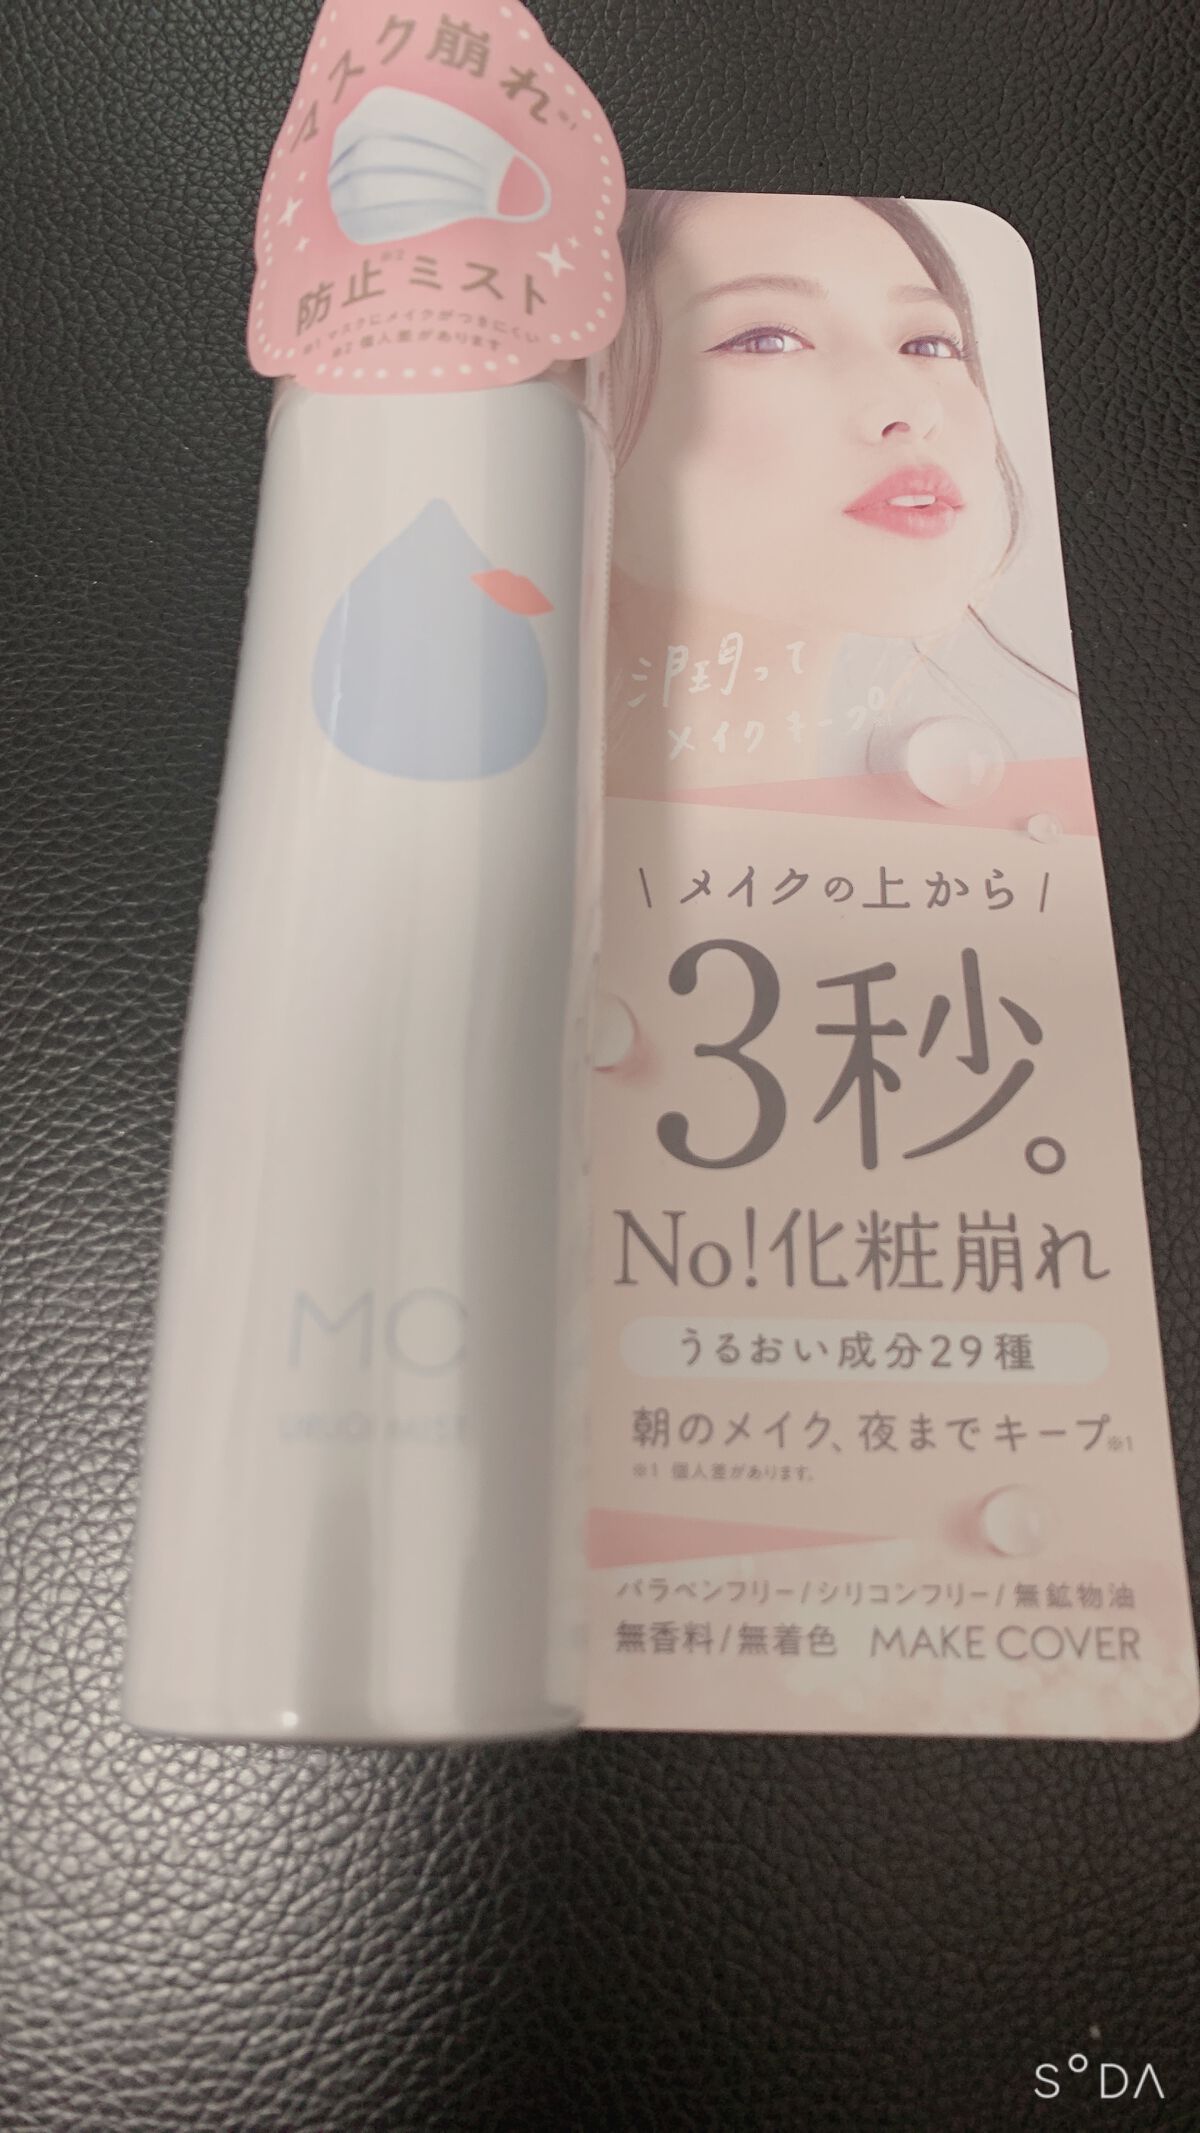 マスク崩れ※1
防止※2ミスト
※1 マスクにメイクがつきにくい
※2 個人差があります
潤って
メイクキープ
\ メイクの上から /
3秒。
No!化粧崩れ
うるおい成分29種
朝のメイク、夜までキープ※1
※1 個人差があります。
パラベンフリー/シリコンフリー/無鉱物油
無香料/無着色 MAKE COVER
MC
SODA